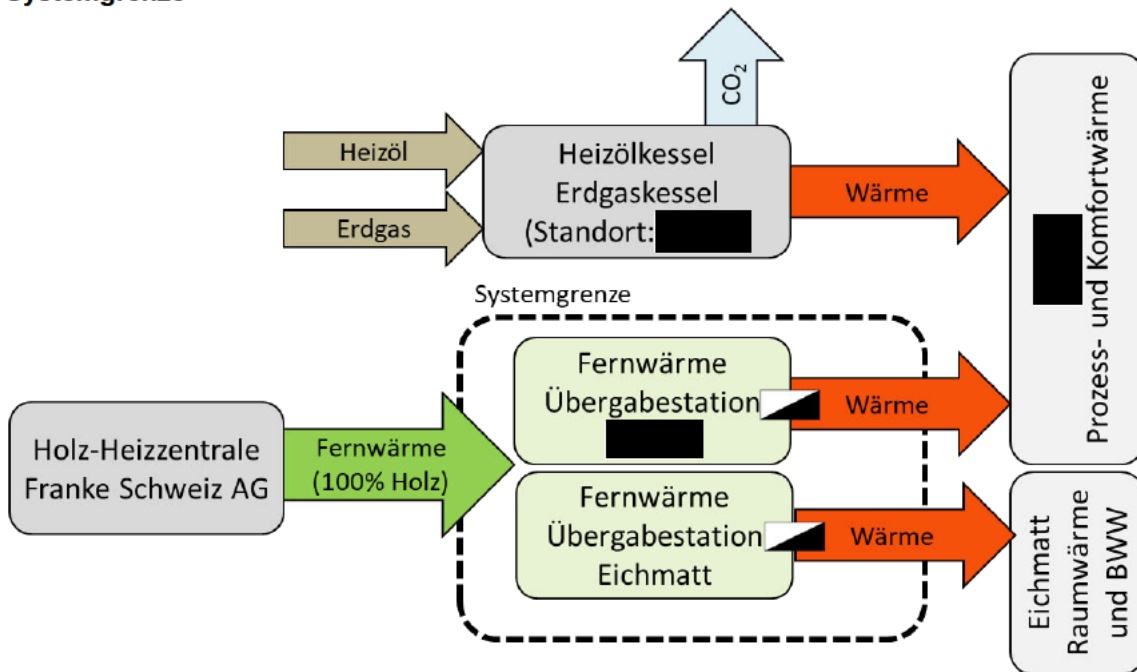 Systemgrenze
CO₂
Heizöl
Erdgas
Heizölkessel
Erdgaskessel
(Standort:
Wärme
Prozess- und Komfortwärme
Systemgrenze
Holz-Heizzentrale
Franke Schweiz AG
Fernwärme
(100% Holz)
Fernwärme
Übergabestation
Wärme
Fernwärme
Übergabestation
Eichmatt
Wärme
Eichmatt
Raumwärme
und BWW